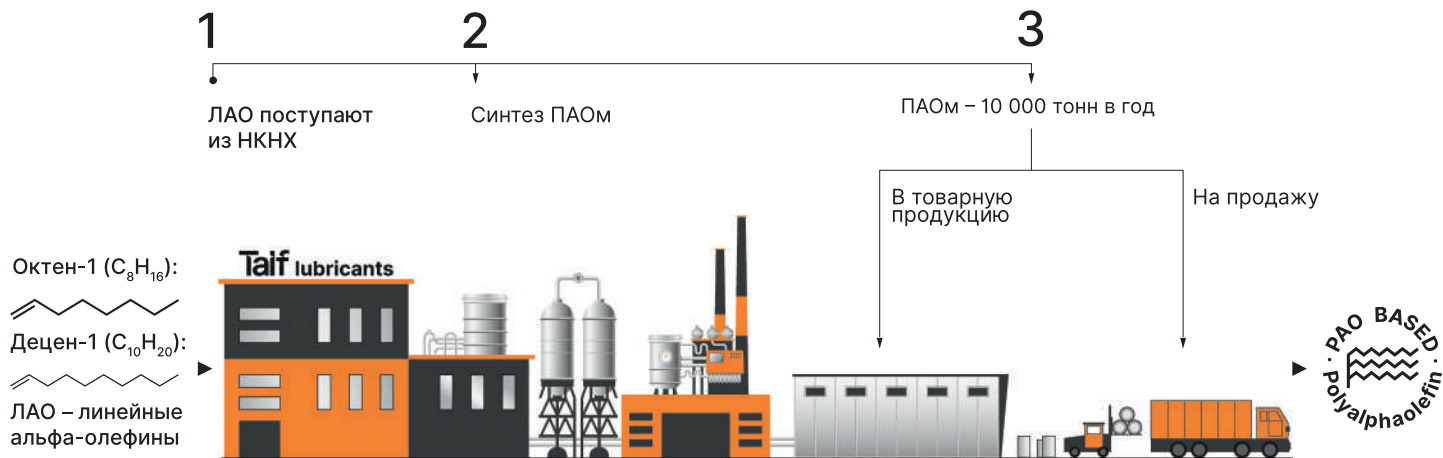 1
2
3
ЛАО поступают
из НКНХ
Синтез ПАОм
ПАОм – 10 000 тонн в год
В товарную
продукцию
На продажу
Октен-1 (C₈H₁₆):
Децен-1 (C₁₀H₂₀):
ЛАО – линейные
альфа-олефины
Taif lubricants
· PAO BASED ·
Polyalphaolefin